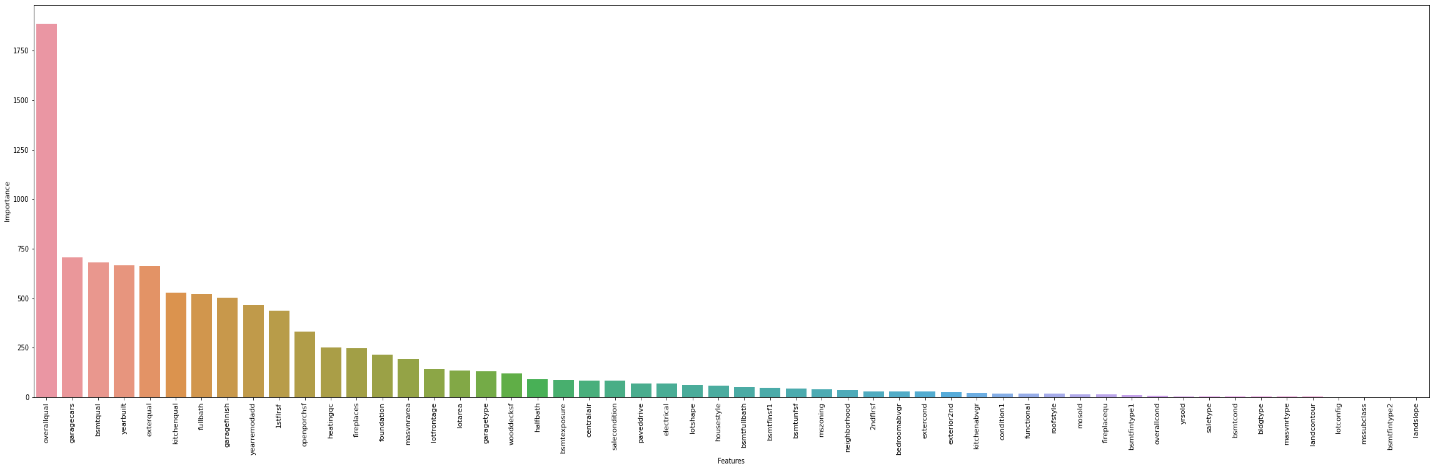 1750
1500
1250
1000
750
500
250
0
Importance
overallqual
garagecars
bsmtqual
yearbuilt
exterqual
kitchenqual
fullbath
garagefinish
yearremodadd
1stflrsf
openporchsf
heatingqc
fireplaces
foundation
masvnrarea
lotfrontage
lotarea
garagetype
wooddecksf
halfbath
bsmtexposure
centralair
salecondition
paveddrive
electrical
lotshape
housestyle
bsmtfullbath
bsmtfinsf1
bsmtunfsf
mszoning
neighborhood
2ndflrsf
bedroomabvgr
extercond
exterior2nd
kitchenabvgr
condition1
functional
roofstyle
mosold
fireplacequ
bsmtfintype1
overallcond
yrsold
saletype
bsmtcond
bldgtype
masvnrtype
landcontour
lotconfig
mssubclass
bsmtfintype2
landslope
Features